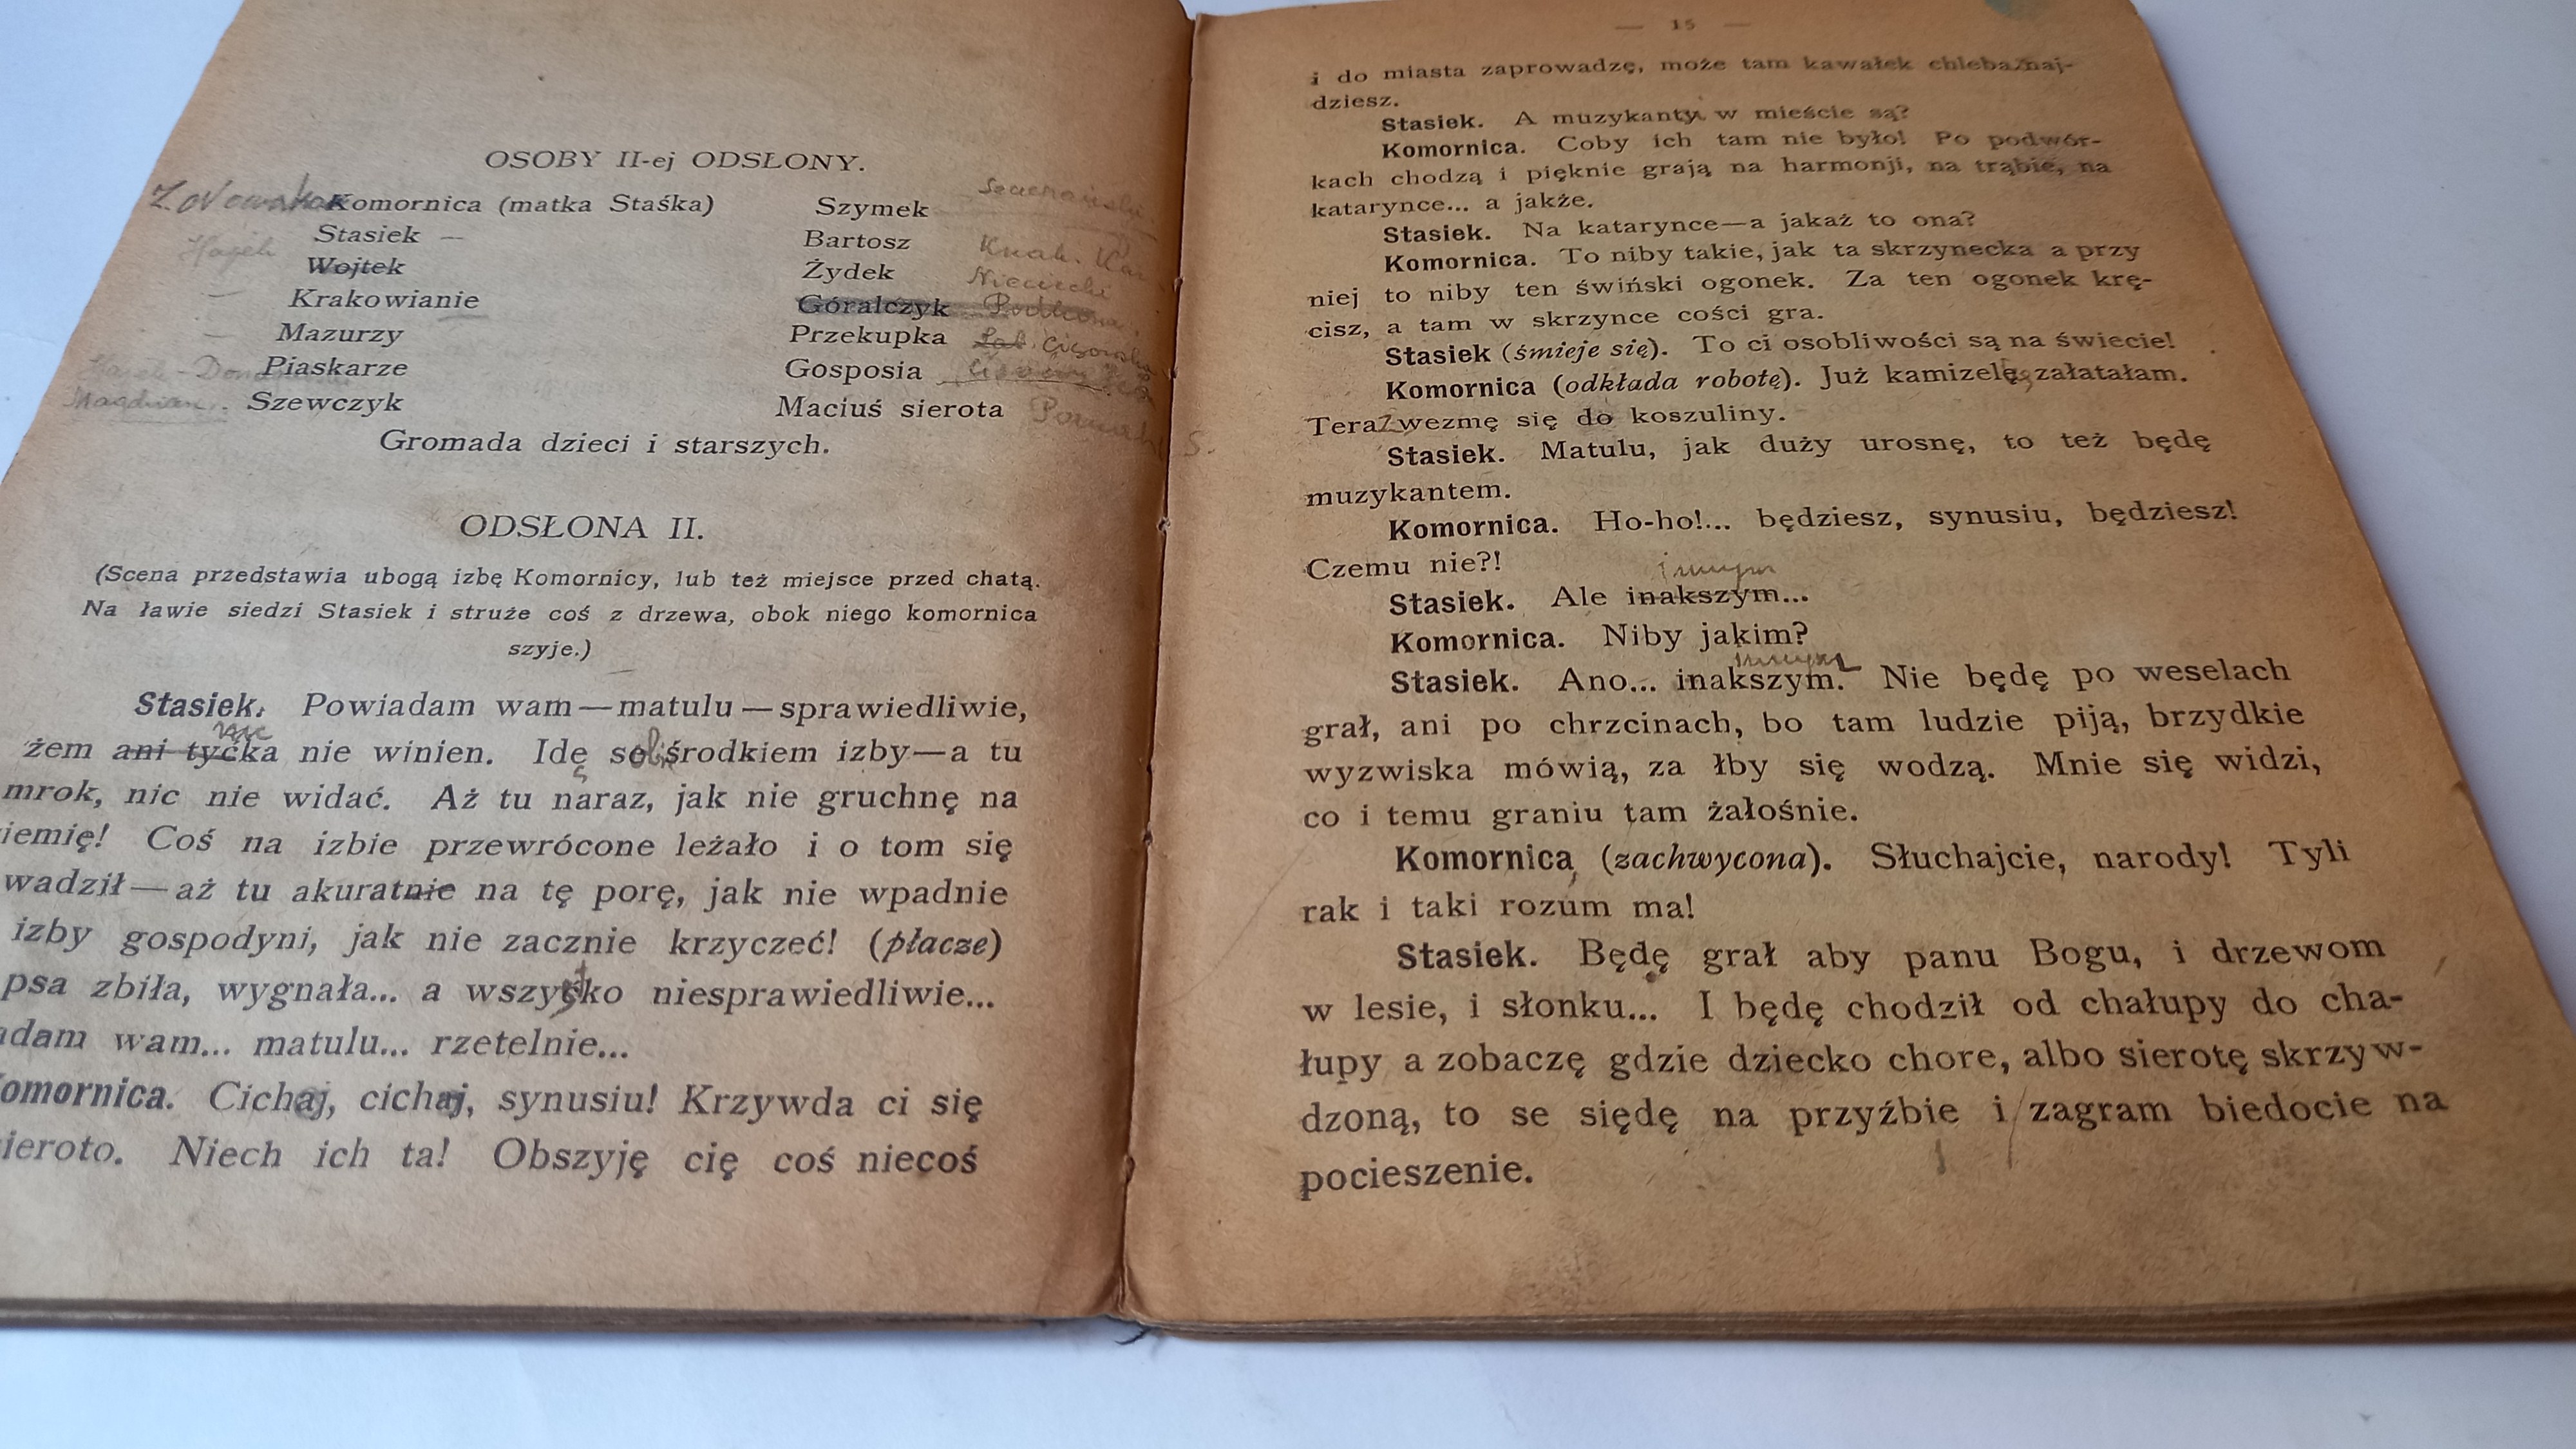 OSOBY II-ej ODSŁONY.
Komornica (matka Staśka)
Stasiek —
Wojtek
Krakowianie
Mazurzy
Piaskarze
Szewczyk
Szymek
Bartosz
Żydek
Góralczyk
Przekupka
Gosposia
Maciuś sierota
Gromada dzieci i starszych.
ODSŁONA II.
(Scena przedstawia ubogą izbę Komornicy, lub też miejsce przed chatą.
Na ławie siedzi Stasiek i struże coś z drzewa, obok niego komornica
szyje.)
Stasiek. Powiadam wam—matulu—sprawiedliwie,
żem ani tyćka nie winien. Idę se środkiem izby—a tu
mrok, nic nie widać. Aż tu naraz, jak nie gruchnę na
iemię! Coś na izbie przewrócone leżało i o tom się
wadził—aż tu akuratnie na tę porę, jak nie wpadnie
izby gospodyni, jak nie zacznie krzyczeć! (płacze)
psa zbiła, wygnała... a wszyćko niesprawiedliwie...
adam wam... matulu... rzetelnie...
omornica. Cichaj, cichaj, synusiu! Krzywda ci się
ieroto. Niech ich ta! Obszyję cię coś niecoś
— 15 —
i do miasta zaprowadzę, może tam kawałek chleba znaj-
dziesz.
Stasiek. A muzykanty w mieście są?
Komornica. Coby ich tam nie było! Po podwór-
kach chodzą i pięknie grają na harmonji, na trąbie, na
katarynce... a jakże.
Stasiek. Na katarynce—a jakaż to ona?
Komornica. To niby takie, jak ta skrzynecka a przy
niej to niby ten świński ogonek. Za ten ogonek krę-
cisz, a tam w skrzynce cości gra.
Stasiek (śmieje się). To ci osobliwości są na świecie!
Komornica (odkłada robotę). Już kamizelę załatałam.
Teraz wezmę się do koszuliny.
Stasiek. Matulu, jak duży urosnę, to też będę
muzykantem.
Komornica. Ho-ho!... będziesz, synusiu, będziesz!
Czemu nie?!
Stasiek. Ale inakszym...
Komornica. Niby jakim?
Stasiek. Ano... inakszym. Nie będę po weselach
grał, ani po chrzcinach, bo tam ludzie piją, brzydkie
wyzwiska mówią, za łby się wodzą. Mnie się widzi,
co i temu graniu tam żałośnie.
Komornica (zachwycona). Słuchajcie, narody! Tyli
rak i taki rozum ma!
Stasiek. Będę grał aby panu Bogu, i drzewom
w lesie, i słonku... I będę chodził od chałupy do cha-
łupy a zobaczę gdzie dziecko chore, albo sierotę skrzyw-
dzoną, to se siędę na przyźbie i zagram biedocie na
pocieszenie.